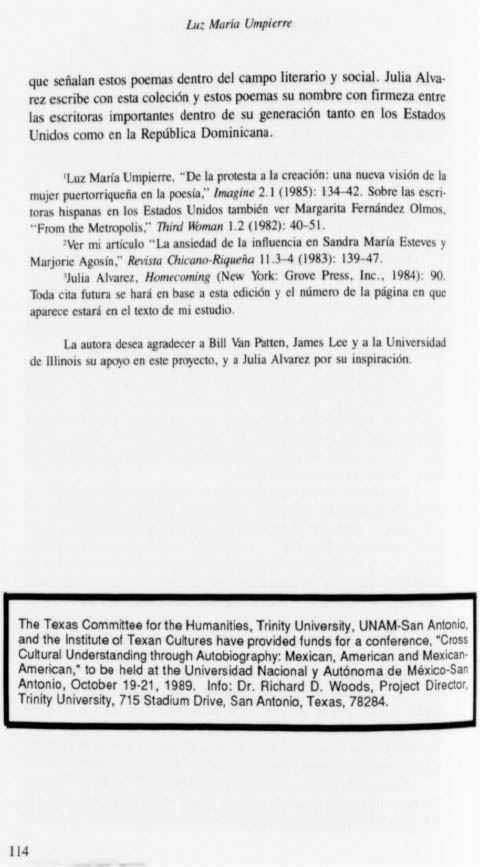 Luz María Umpierre
que señalan estos poemas dentro del campo literario y social. Julia Alva-
rez escribe con esta coleción y estos poemas su nombre con firmeza entre
las escritoras importantes dentro de su generación tanto en los Estados
Unidos como en la República Dominicana.
¹Luz María Umpierre, "De la protesta a la creación: una nueva visión de la
mujer puertorriqueña en la poesía," Imagine 2.1 (1985): 134–42. Sobre las escri-
toras hispanas en los Estados Unidos también ver Margarita Fernández Olmos,
"From the Metropolis," Third Woman 1.2 (1982): 40–51.
²Ver mi artículo "La ansiedad de la influencia en Sandra María Esteves y
Marjorie Agosín," Revista Chicano-Riqueña 11.3–4 (1983): 139–47.
³Julia Alvarez, Homecoming (New York: Grove Press, Inc., 1984): 90.
Toda cita futura se hará en base a esta edición y el número de la página en que
aparece estará en el texto de mi estudio.
La autora desea agradecer a Bill Van Patten, James Lee y a la Universidad
de Illinois su apoyo en este proyecto, y a Julia Alvarez por su inspiración.
The Texas Committee for the Humanities, Trinity University, UNAM-San Antonio,
and the Institute of Texan Cultures have provided funds for a conference, "Cross
Cultural Understanding through Autobiography: Mexican, American and Mexican-
American," to be held at the Universidad Nacional y Autónoma de México-San
Antonio, October 19-21, 1989. Info: Dr. Richard D. Woods, Project Director,
Trinity University, 715 Stadium Drive, San Antonio, Texas, 78284.
114